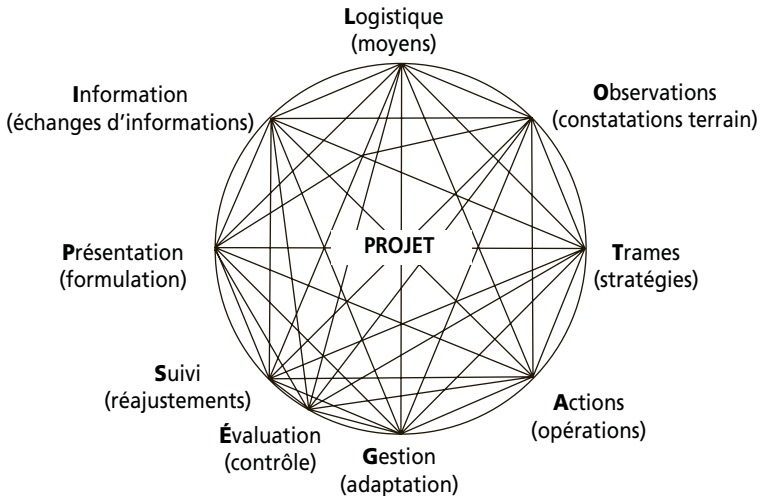 Logistique
(moyens)
Information
(échanges d'informations)
Observations
(constatations terrain)
Présentation
(formulation)
PROJET
Trames
(stratégies)
Suivi
(réajustements)
Évaluation
(contrôle)
Gestion
(adaptation)
Actions
(opérations)